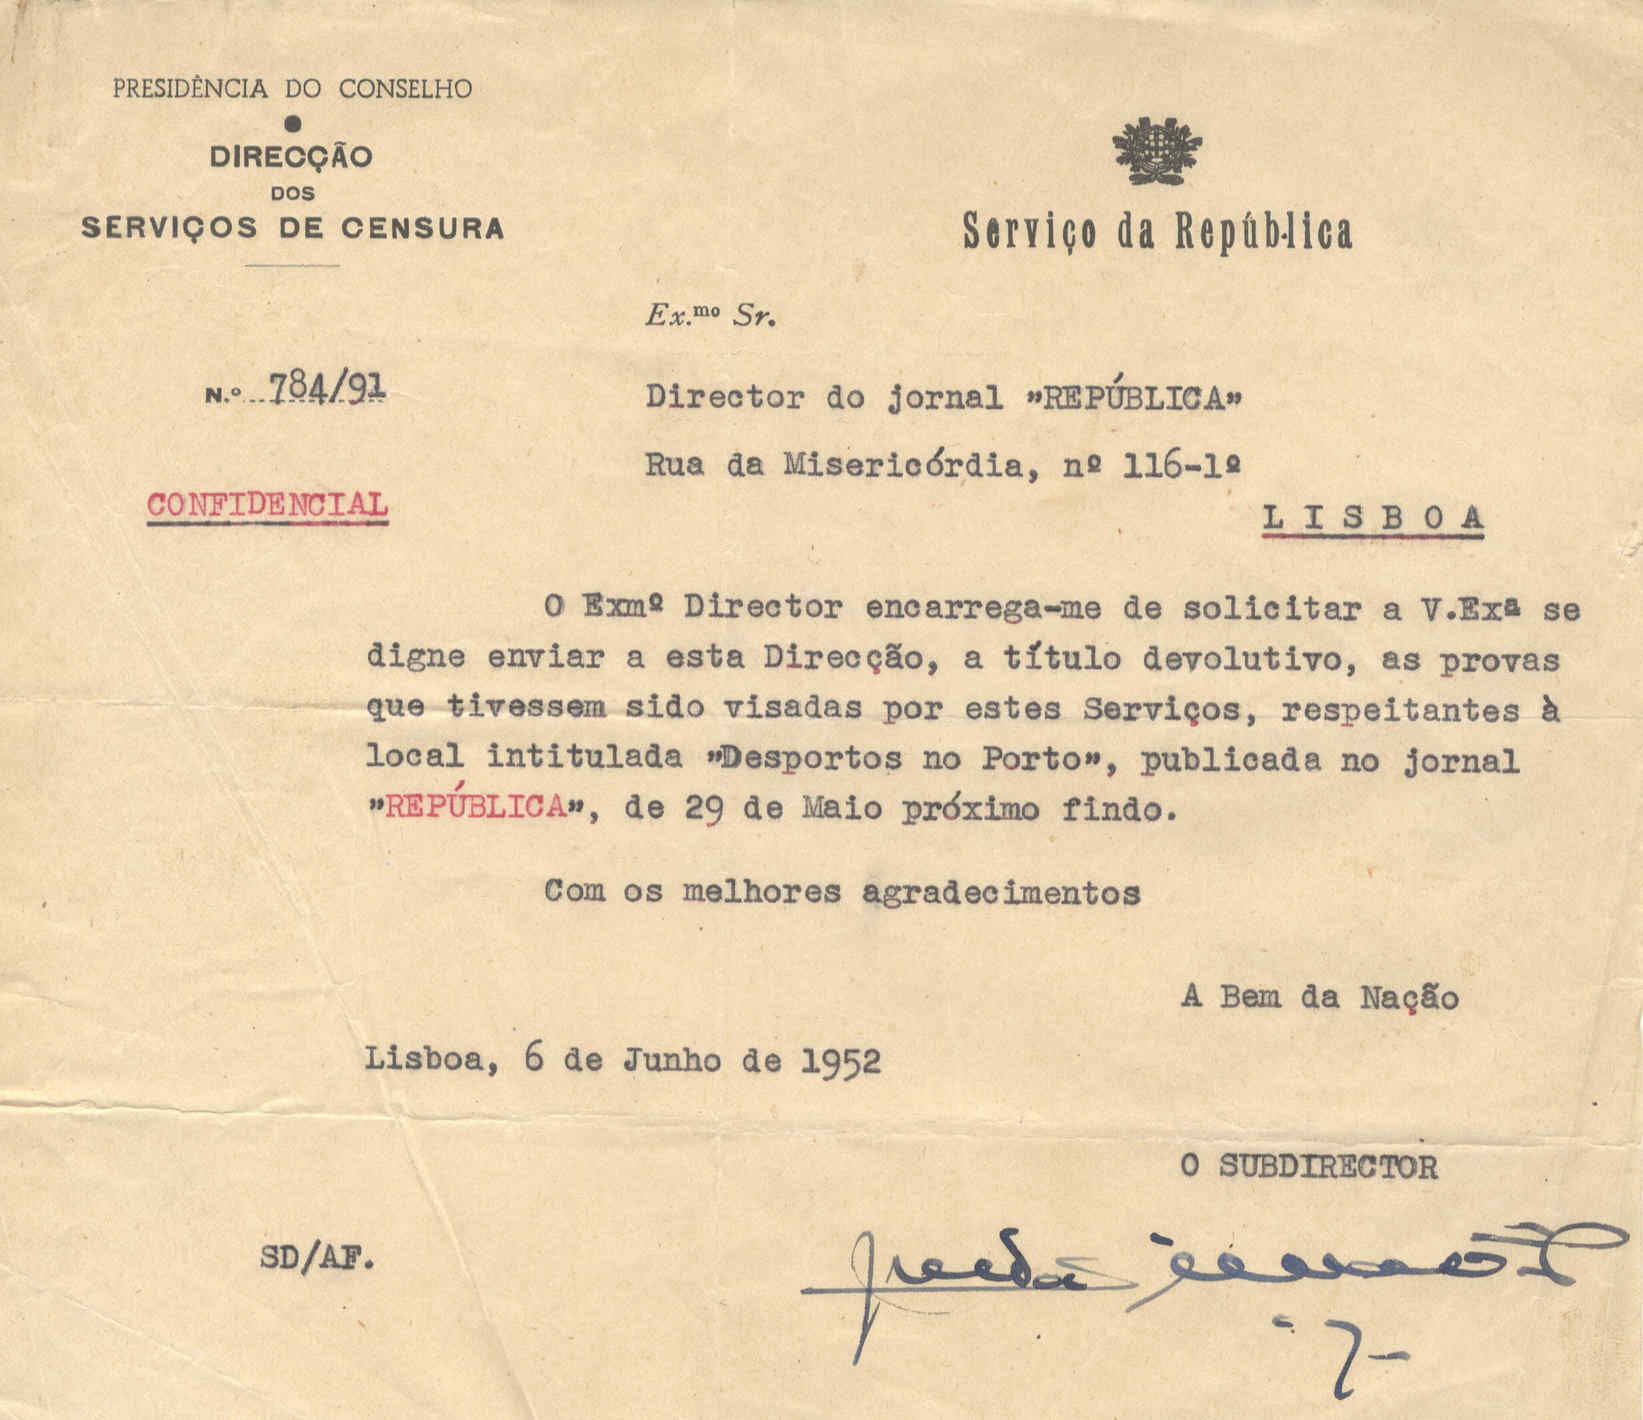 PRESIDÊNCIA DO CONSELHO
DIRECÇÃO
DOS
SERVIÇOS DE CENSURA
Serviço da República
Ex.mo Sr.
N.º 784/91
Director do jornal "REPÚBLICA"
Rua da Misericórdia, nº 116-1º
CONFIDENCIAL
LISBOA
O Exmº Director encarrega-me de solicitar a V.Exª se
digne enviar a esta Direcção, a título devolutivo, as provas
que tivessem sido visadas por estes Serviços, respeitantes à
local intitulada "Desportos no Porto", publicada no jornal
"REPÚBLICA", de 29 de Maio próximo findo.
Com os melhores agradecimentos
A Bem da Nação
Lisboa, 6 de Junho de 1952
O SUBDIRECTOR
SD/AF.